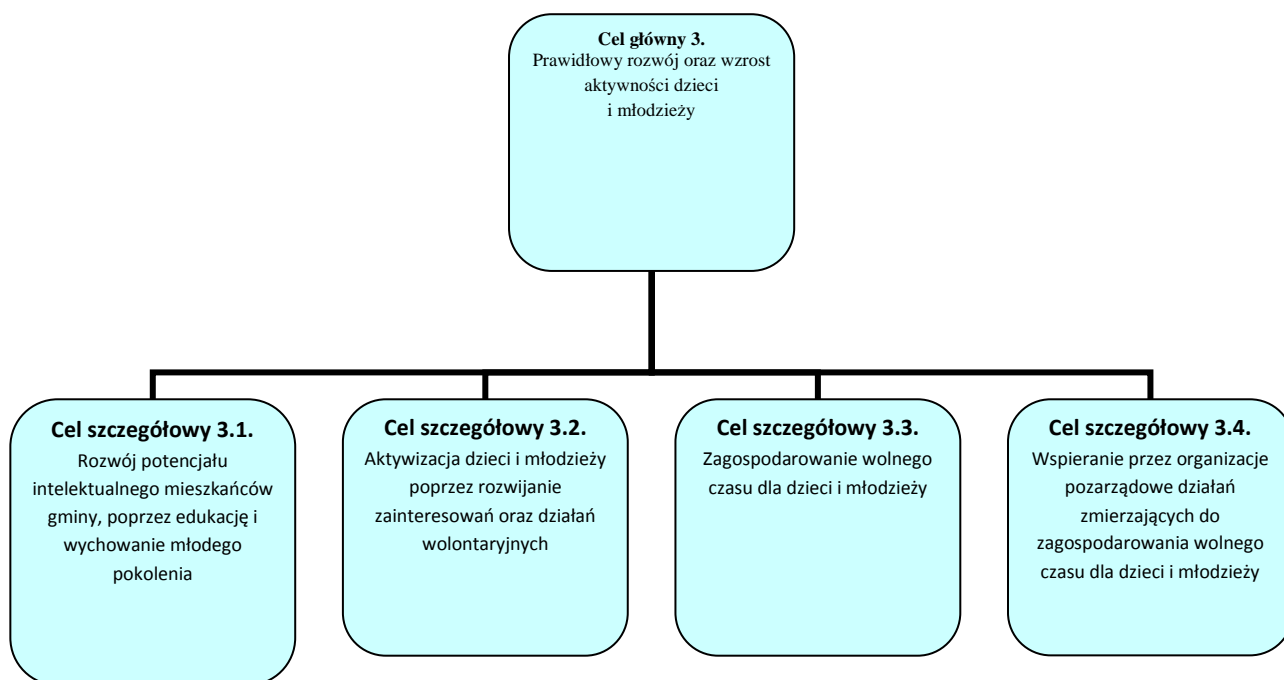 Cel główny 3.
Prawidłowy rozwój oraz wzrost
aktywności dzieci
i młodzieży
Cel szczegółowy 3.1.
Rozwój potencjału
intelektualnego mieszkańców
gminy, poprzez edukację i
wychowanie młodego
pokolenia
Cel szczegółowy 3.2.
Aktywizacja dzieci i młodzieży
poprzez rozwijanie
zainteresowań oraz działań
wolontaryjnych
Cel szczegółowy 3.3.
Zagospodarowanie wolnego
czasu dla dzieci i młodzieży
Cel szczegółowy 3.4.
Wspieranie przez organizacje
pozarządowe działań
zmierzających do
zagospodarowania wolnego
czasu dla dzieci i młodzieży